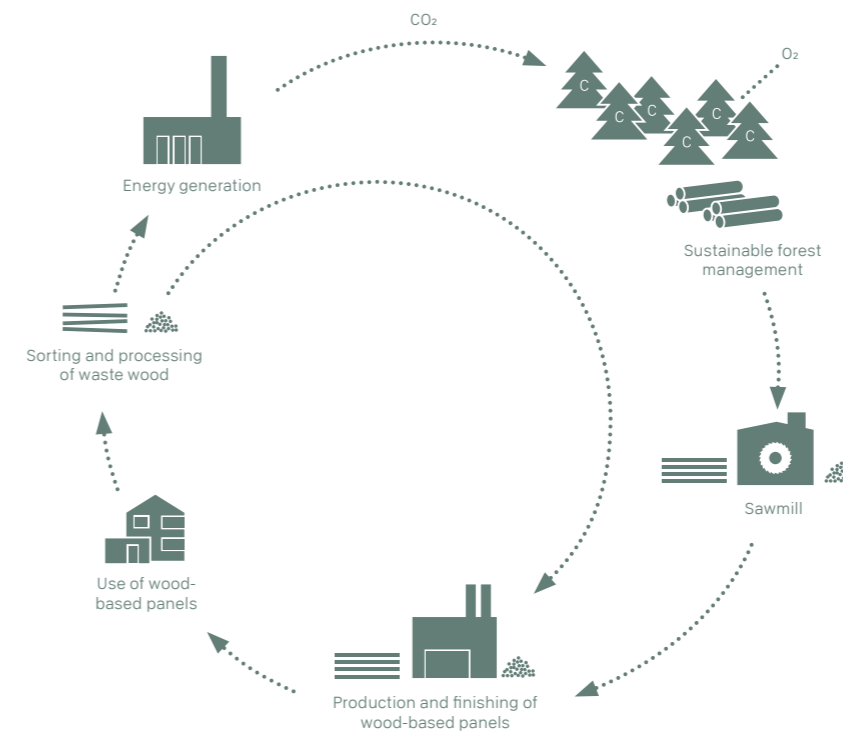 CO₂
O₂
C
C
C
C
C
C
Energy generation
Sustainable forest
management
Sorting and processing
of waste wood
Sawmill
Use of wood-
based panels
Production and finishing of
wood-based panels